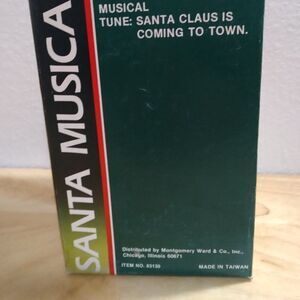 MUSICAL
TUNE: SANTA CLAUS IS
COMING TO TOWN.
SANTA MUSICA
Distributed by Montgomery Ward & Co., Inc.,
Chicago, Illinois 60671
ITEM NO. 83130
MADE IN TAIWAN